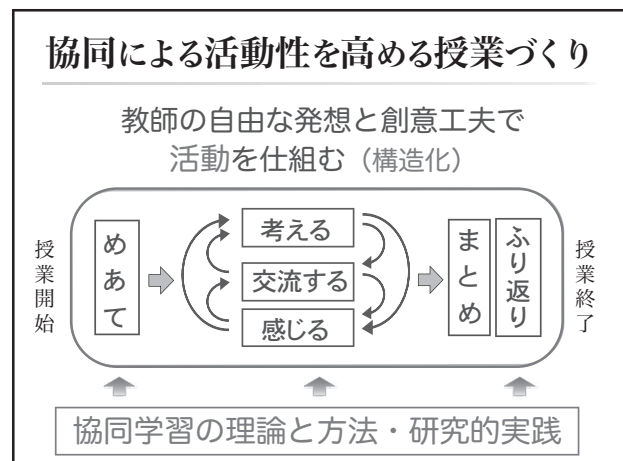 協同による活動性を高める授業づくり
教師の自由な発想と創意工夫で
活動を仕組む（構造化）
授業開始
めあて
考える
交流する
感じる
まとめ
ふり返り
授業終了
協同学習の理論と方法・研究的実践